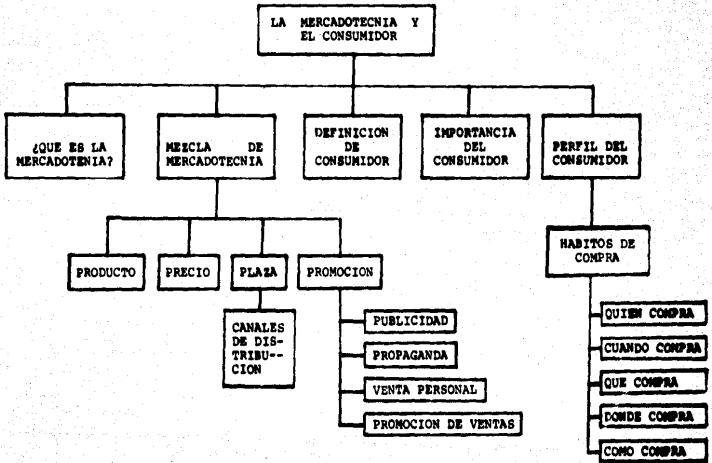 LA MERCADOTECNIA Y
EL CONSUMIDOR
¿QUE ES LA
MERCADOTENIA?
MEZCLA DE
MERCADOTECNIA
DEFINICION
DE
CONSUMIDOR
IMPORTANCIA
DEL
CONSUMIDOR
PERFIL DEL
CONSUMIDOR
PRODUCTO
PRECIO
PLAZA
PROMOCION
CANALES
DE DIS-
TRIBU--
CION
PUBLICIDAD
PROPAGANDA
VENTA PERSONAL
PROMOCION DE VENTAS
HABITOS DE
COMPRA
QUIEN COMPRA
CUANDO COMPRA
QUE COMPRA
DONDE COMPRA
COMO COMPRA